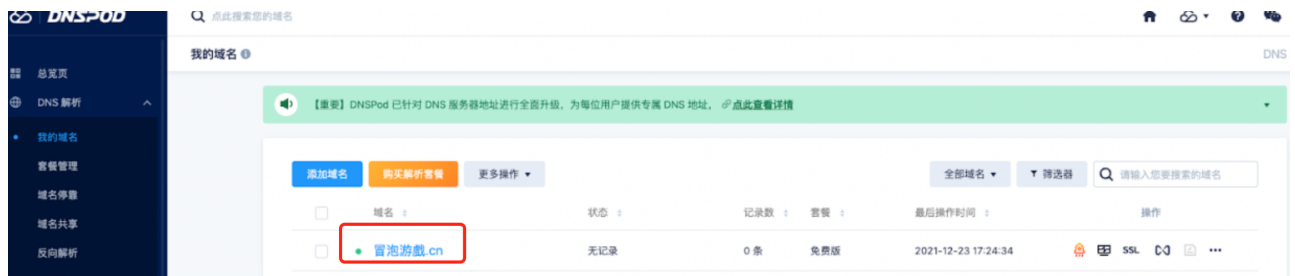 DNSPOD 点此搜索您的域名
我的域名 DNS
总览页
DNS 解析
【重要】DNSPod 已针对 DNS 服务器地址进行全面升级，为每位用户提供专属 DNS 地址， 点此查看详情
我的域名
套餐管理
添加域名 购买解析套餐 更多操作 全部域名 筛选器 请输入您要搜索的域名
域名停靠
域名 状态 记录数 套餐 最后操作时间 操作
域名共享
反向解析 冒泡游戲.cn 无记录 0 条 免费版 2021-12-23 17:24:34 SSL